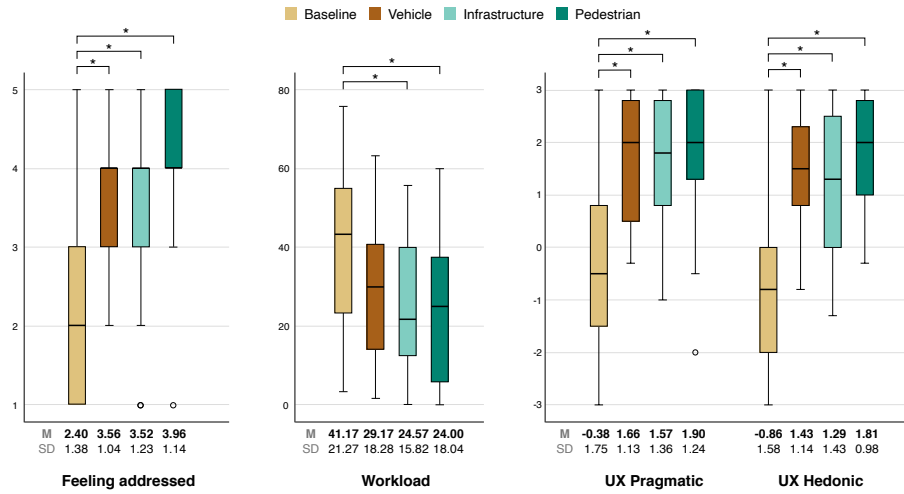 Baseline Vehicle Infrastructure Pedestrian
* * *
5
4
3
2
1
M 2.40 3.56 3.52 3.96
SD 1.38 1.04 1.23 1.14
Feeling addressed
* *
80
60
40
20
0
41.17 29.17 24.57 24.00
21.27 18.28 15.82 18.04
Workload
* * *
* * *
3
2
1
0
-1
-2
-3
M -0.38 1.66 1.57 1.90 -0.86 1.43 1.29 1.81
SD 1.75 1.13 1.36 1.24 1.58 1.14 1.43 0.98
UX Pragmatic UX Hedonic